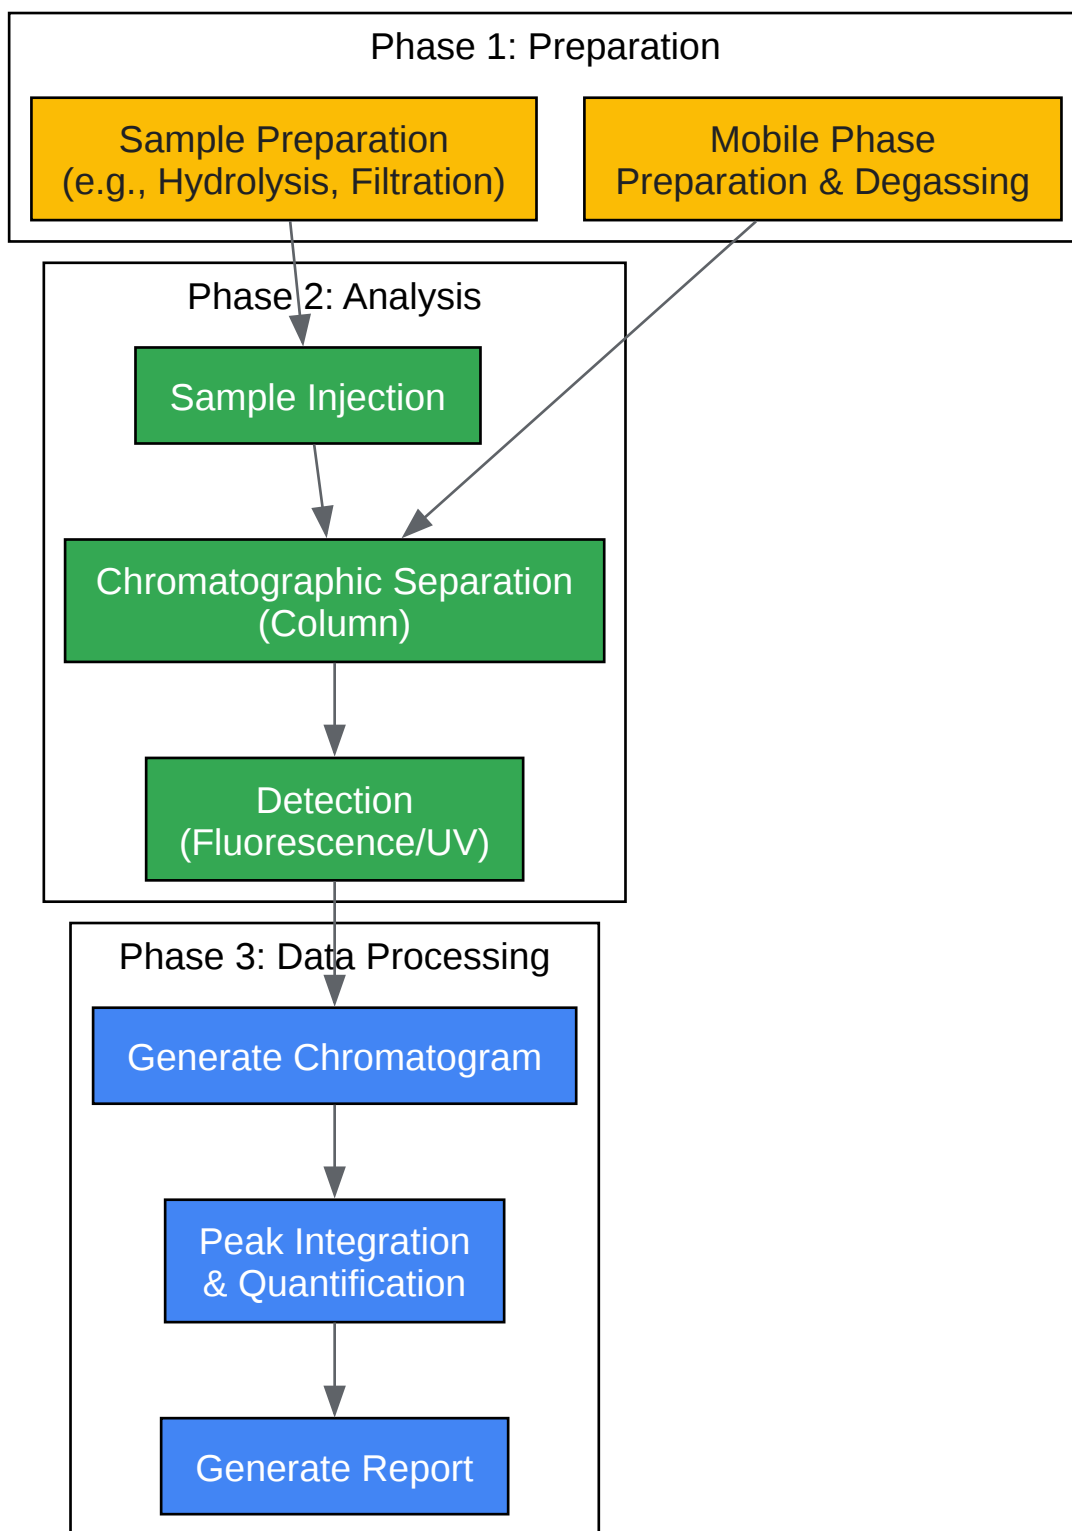 Phase 1: Preparation
Sample Preparation
(e.g., Hydrolysis, Filtration)
Mobile Phase
Preparation & Degassing
Phase 2: Analysis
Sample Injection
Chromatographic Separation
(Column)
Detection
(Fluorescence/UV)
Phase 3: Data Processing
Generate Chromatogram
Peak Integration
& Quantification
Generate Report